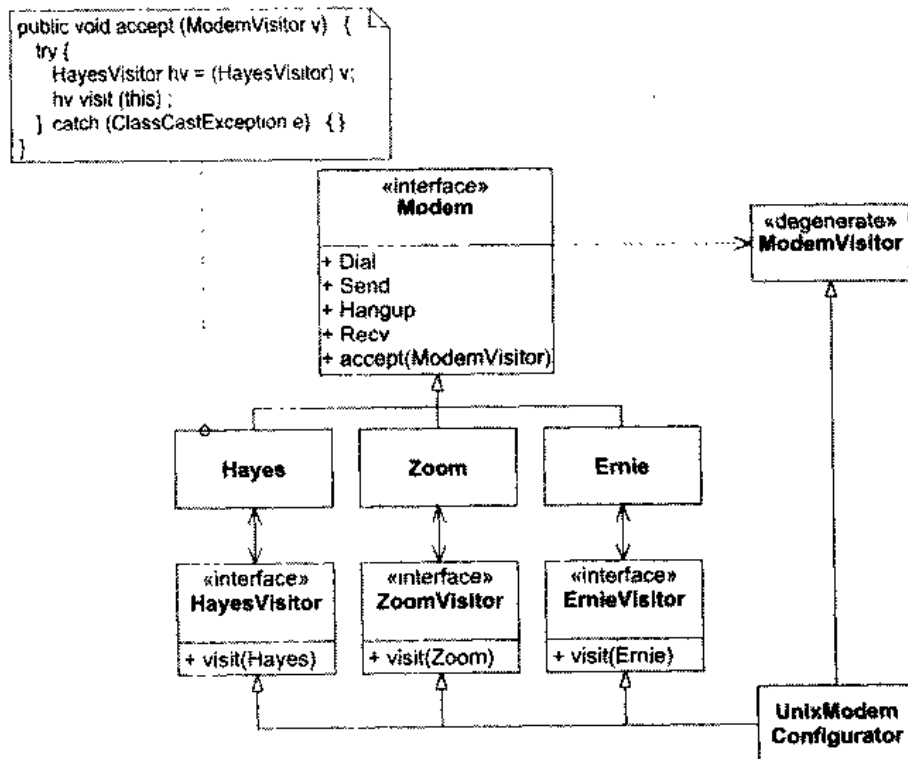 public void accept (ModemVisitor v) {
try {
HayesVisitor hv = (HayesVisitor) v;
hv visit (this) ;
} catch (ClassCastException e) { }
}
«interface»
Modem
+ Dial
+ Send
+ Hangup
+ Recv
+ accept(ModemVisitor)
«degenerate»
ModemVisitor
Hayes
Zoom
Ernie
«interface»
HayesVisitor
+ visit(Hayes)
«interface»
ZoomVisitor
+ visit(Zoom)
«interface»
ErnieVisitor
+ visit(Ernie)
UnixModem
Configurator